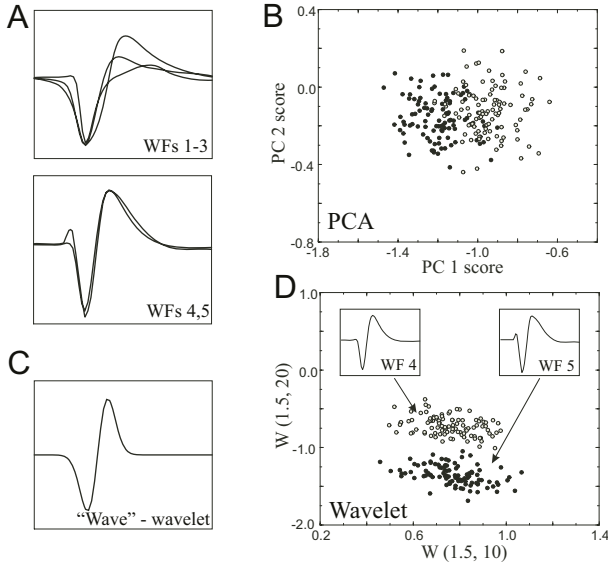 A
WFs 1-3
WFs 4,5
B
0.4
0.0
-0.4
-0.8
PC 2 score
PCA
-1.8
-1.4
-1.0
-0.6
PC 1 score
C
"Wave" - wavelet
D
1.0
0.0
-1.0
-2.0
W (1.5, 20)
WF 4
WF 5
Wavelet
0.2
0.6
1.0
1.4
W (1.5, 10)